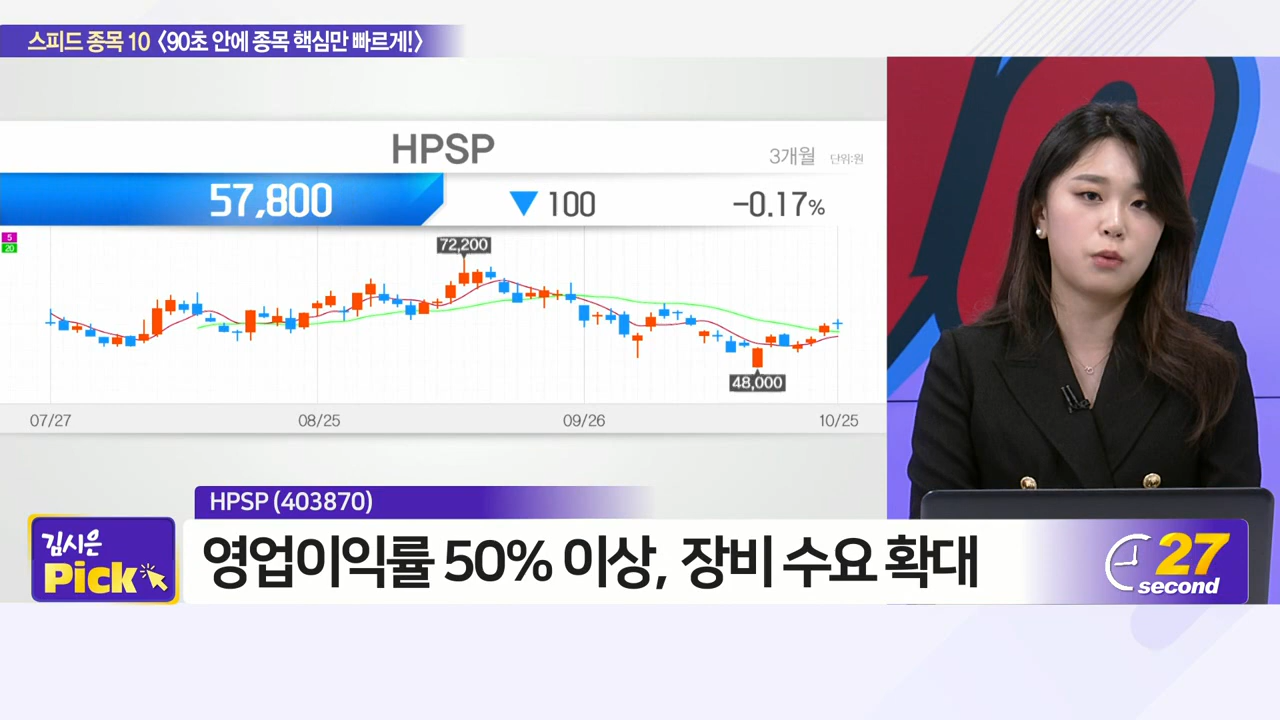 스피드 종목 10 〈90초 안에 종목 핵심만 빠르게!〉
HPSP
3개월 단위:원
57,800 ▼ 100 -0.17%
5
20
72,200
48,000
07/27 08/25 09/26 10/25
HPSP (403870)
김시은
Pick
영업이익률 50% 이상, 장비 수요 확대
27
second